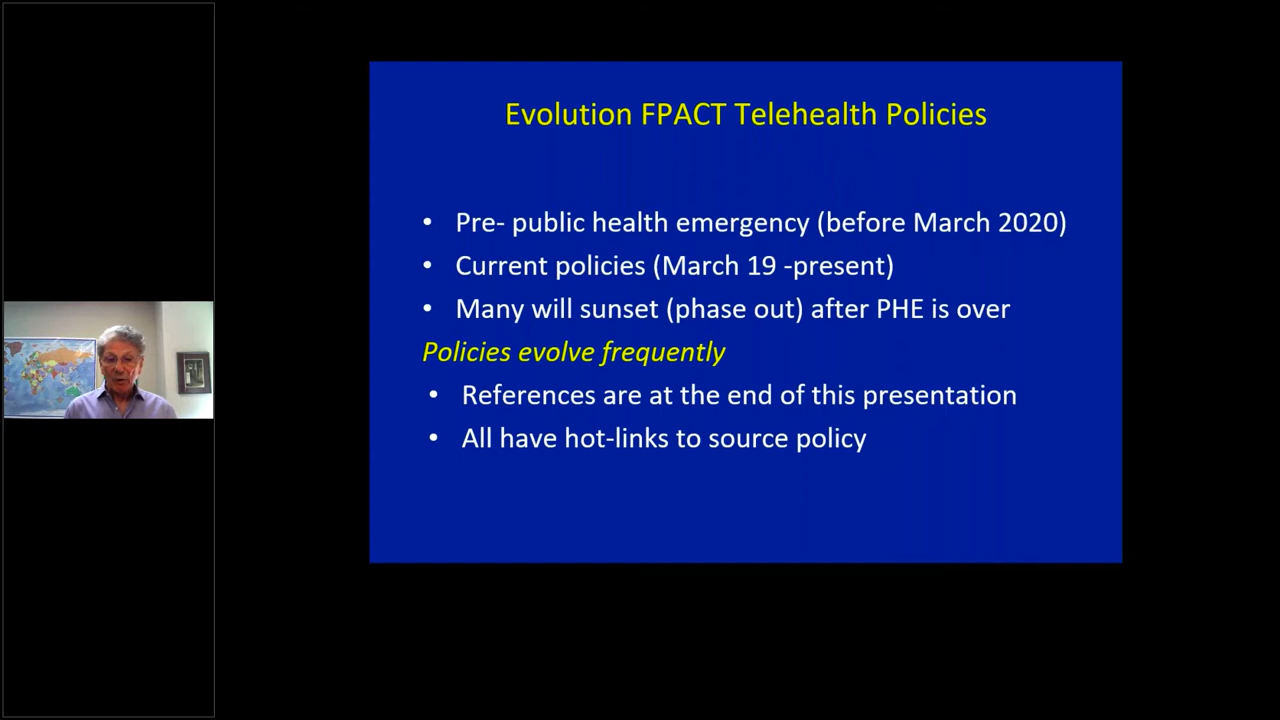 Evolution FPACT Telehealth Policies
• Pre- public health emergency (before March 2020)
• Current policies (March 19 -present)
• Many will sunset (phase out) after PHE is over
Policies evolve frequently
• References are at the end of this presentation
• All have hot-links to source policy